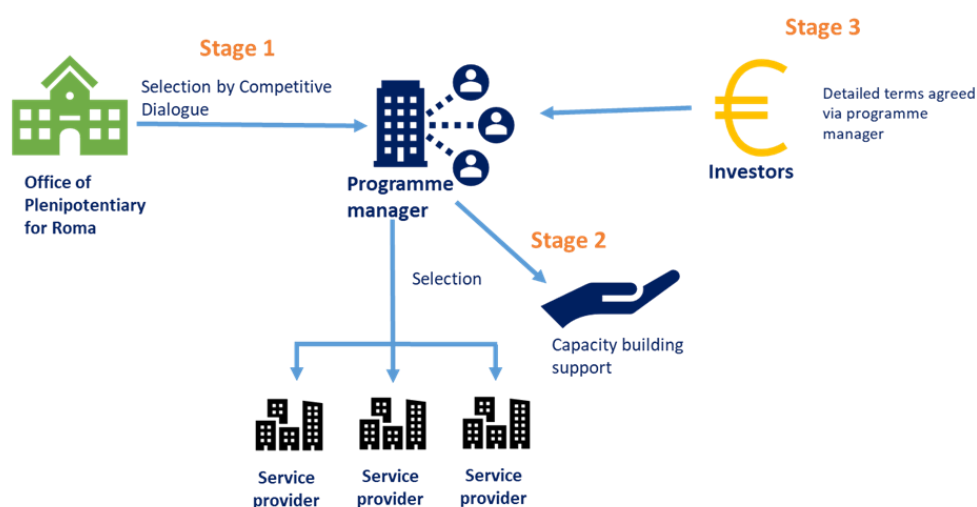 Stage 1
Selection by Competitive
Dialogue
Office of
Plenipotentiary
for Roma
Programme
manager
Stage 3
Detailed terms agreed
via programme
manager
Investors
Stage 2
Selection
Capacity building
support
Service
provider
Service
provider
Service
provider